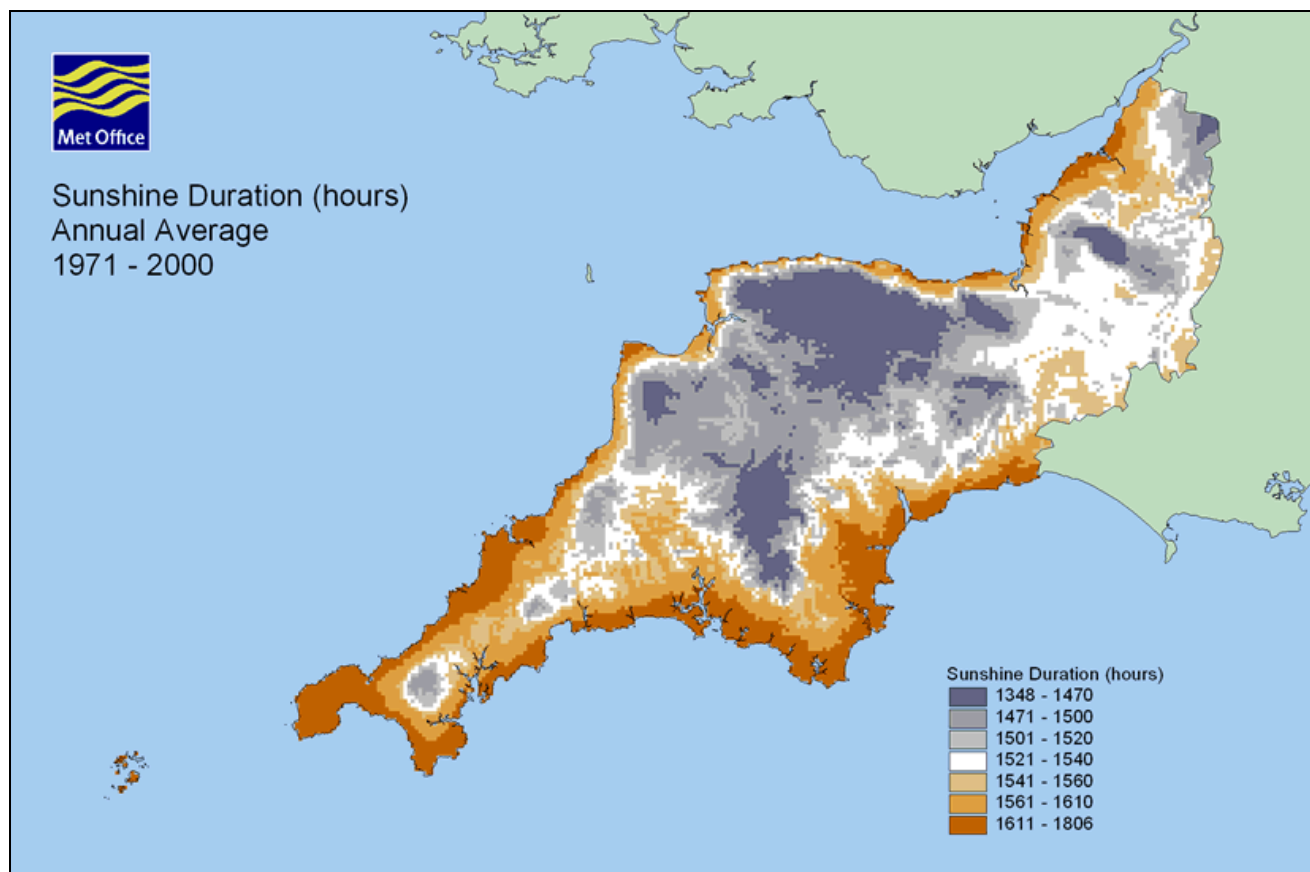 Met Office
Sunshine Duration (hours)
Annual Average
1971 - 2000
Sunshine Duration (hours)
1348 - 1470
1471 - 1500
1501 - 1520
1521 - 1540
1541 - 1560
1561 - 1610
1611 - 1806